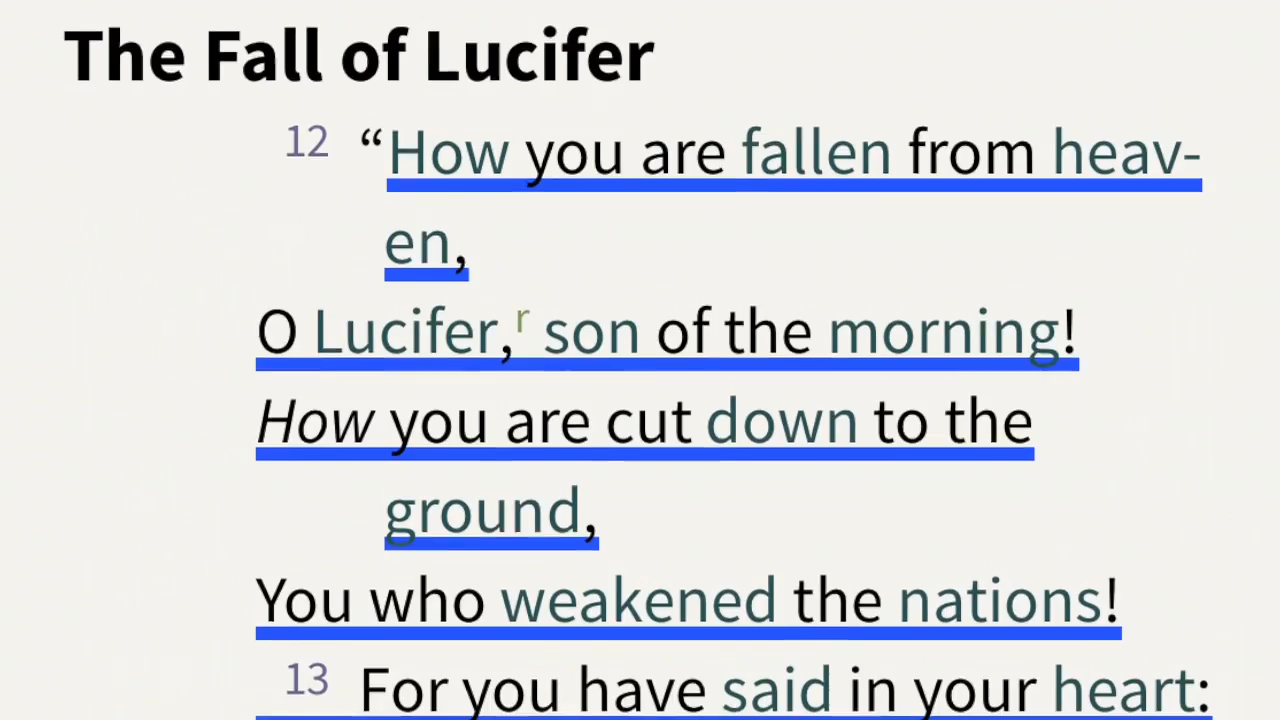 The Fall of Lucifer
12 “How you are fallen from heav-
en,
O Lucifer,r son of the morning!
How you are cut down to the
ground,
You who weakened the nations!
13 For you have said in your heart: